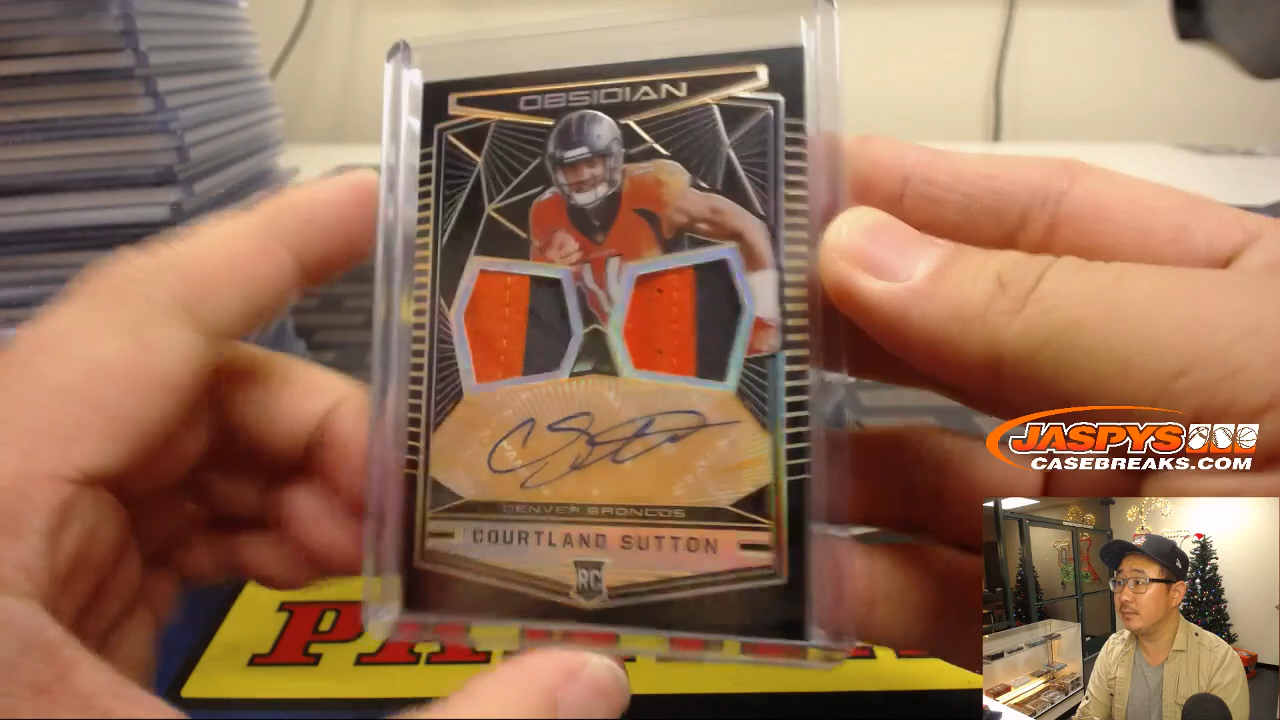 OBSIDIAN
DENVER BRONCOS
COURTLAND SUTTON
RC
JASPYS
CASEBREAKS.COM